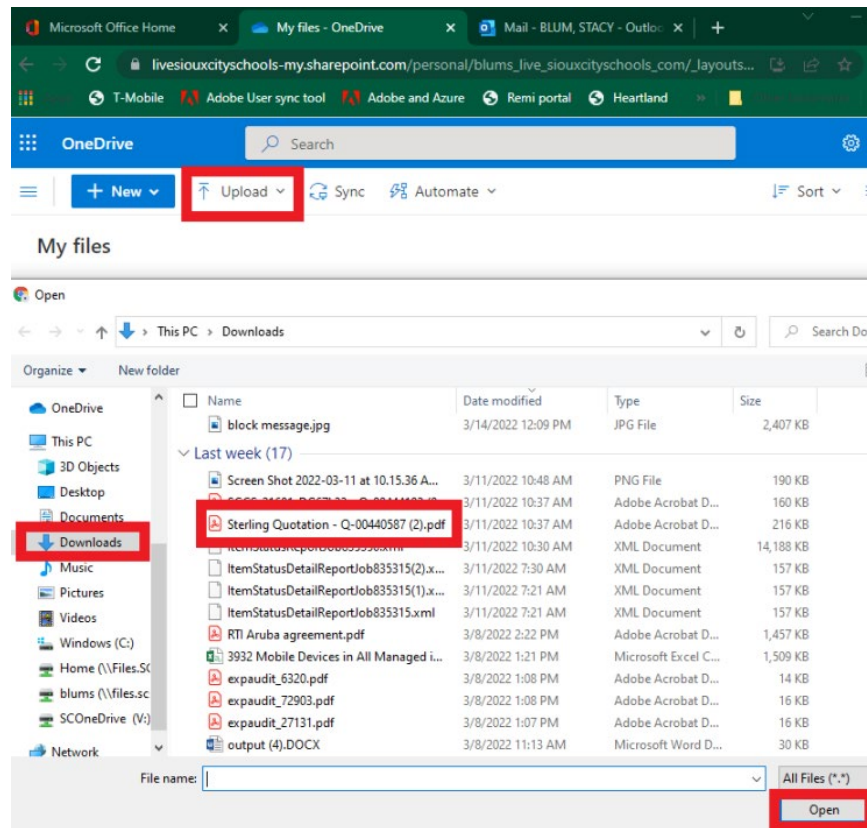 Microsoft Office Home
My files - OneDrive
Mail - BLUM, STACY - Outloo
livesiouxcityschools-my.sharepoint.com/personal/blums_live_siouxcityschools_com/_layouts...
T-Mobile Adobe User sync tool Adobe and Azure Remi portal Heartland »
OneDrive Search
+ New Upload Sync Automate Sort
My files
Open
This PC > Downloads Search Do
Organize New folder
Name Date modified Type Size
block message.jpg 3/14/2022 12:09 PM JPG File 2,407 KB
Last week (17)
Screen Shot 2022-03-11 at 10.15.36 A... 3/11/2022 10:48 AM PNG File 190 KB
3/11/2022 10:37 AM Adobe Acrobat D... 160 KB
Sterling Quotation - Q-00440587 (2).pdf 3/11/2022 10:37 AM Adobe Acrobat D... 216 KB
3/11/2022 10:30 AM XML Document 14,188 KB
ItemStatusDetailReportJob835315(2).x... 3/11/2022 7:30 AM XML Document 157 KB
ItemStatusDetailReportJob835315(1).x... 3/11/2022 7:21 AM XML Document 157 KB
ItemStatusDetailReportJob835315.xml 3/11/2022 7:21 AM XML Document 157 KB
RTI Aruba agreement.pdf 3/8/2022 2:22 PM Adobe Acrobat D... 1,457 KB
3932 Mobile Devices in All Managed i... 3/8/2022 1:21 PM Microsoft Excel C... 1,509 KB
expaudit_6320.pdf 3/8/2022 1:08 PM Adobe Acrobat D... 14 KB
expaudit_72903.pdf 3/8/2022 1:08 PM Adobe Acrobat D... 16 KB
expaudit_27131.pdf 3/8/2022 1:07 PM Adobe Acrobat D... 16 KB
output (4).DOCX 3/8/2022 11:13 AM Microsoft Word D... 30 KB
OneDrive
This PC
3D Objects
Desktop
Documents
Downloads
Music
Pictures
Videos
Windows (C:)
Home (\\Files.SC
blums (\\files.sc
SCOneDrive (V:)
Network
File name: All Files (*.*)
Open